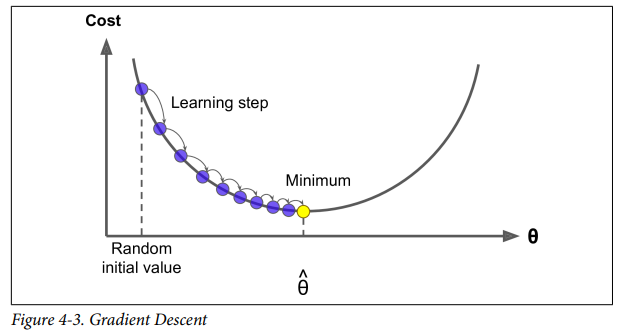 Cost
Learning step
Minimum
θ
Random
initial value
θ̂
Figure 4-3. Gradient Descent